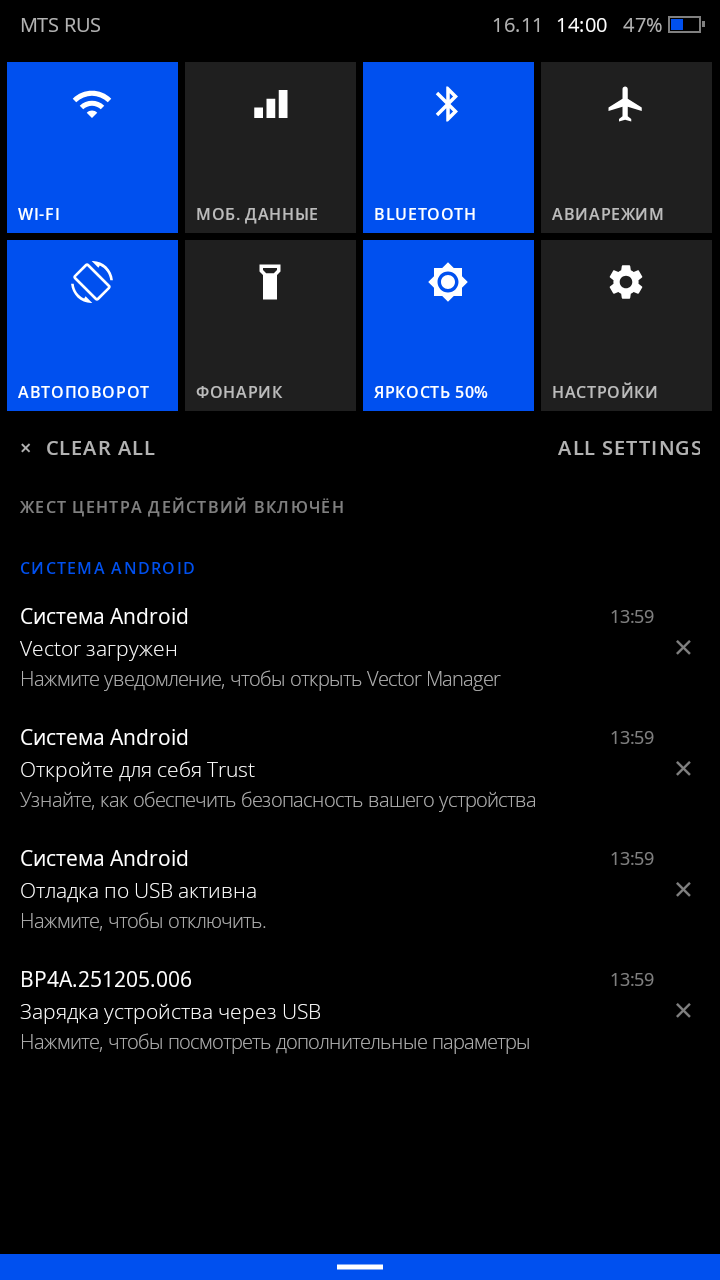 MTS RUS 16.11 14:00 47%
WI-FI МОБ. ДАННЫЕ BLUETOOTH АВИАРЕЖИМ
АВТОПОВОРОТ ФОНАРИК ЯРКОСТЬ 50% НАСТРОЙКИ
× CLEAR ALL ALL SETTINGS
ЖЕСТ ЦЕНТРА ДЕЙСТВИЙ ВКЛЮЧЁН
СИСТЕМА ANDROID
Система Android 13:59
Vector загружен
Нажмите уведомление, чтобы открыть Vector Manager
Система Android 13:59
Откройте для себя Trust
Узнайте, как обеспечить безопасность вашего устройства
Система Android 13:59
Отладка по USB активна
Нажмите, чтобы отключить.
BP4A.251205.006 13:59
Зарядка устройства через USB
Нажмите, чтобы посмотреть дополнительные параметры